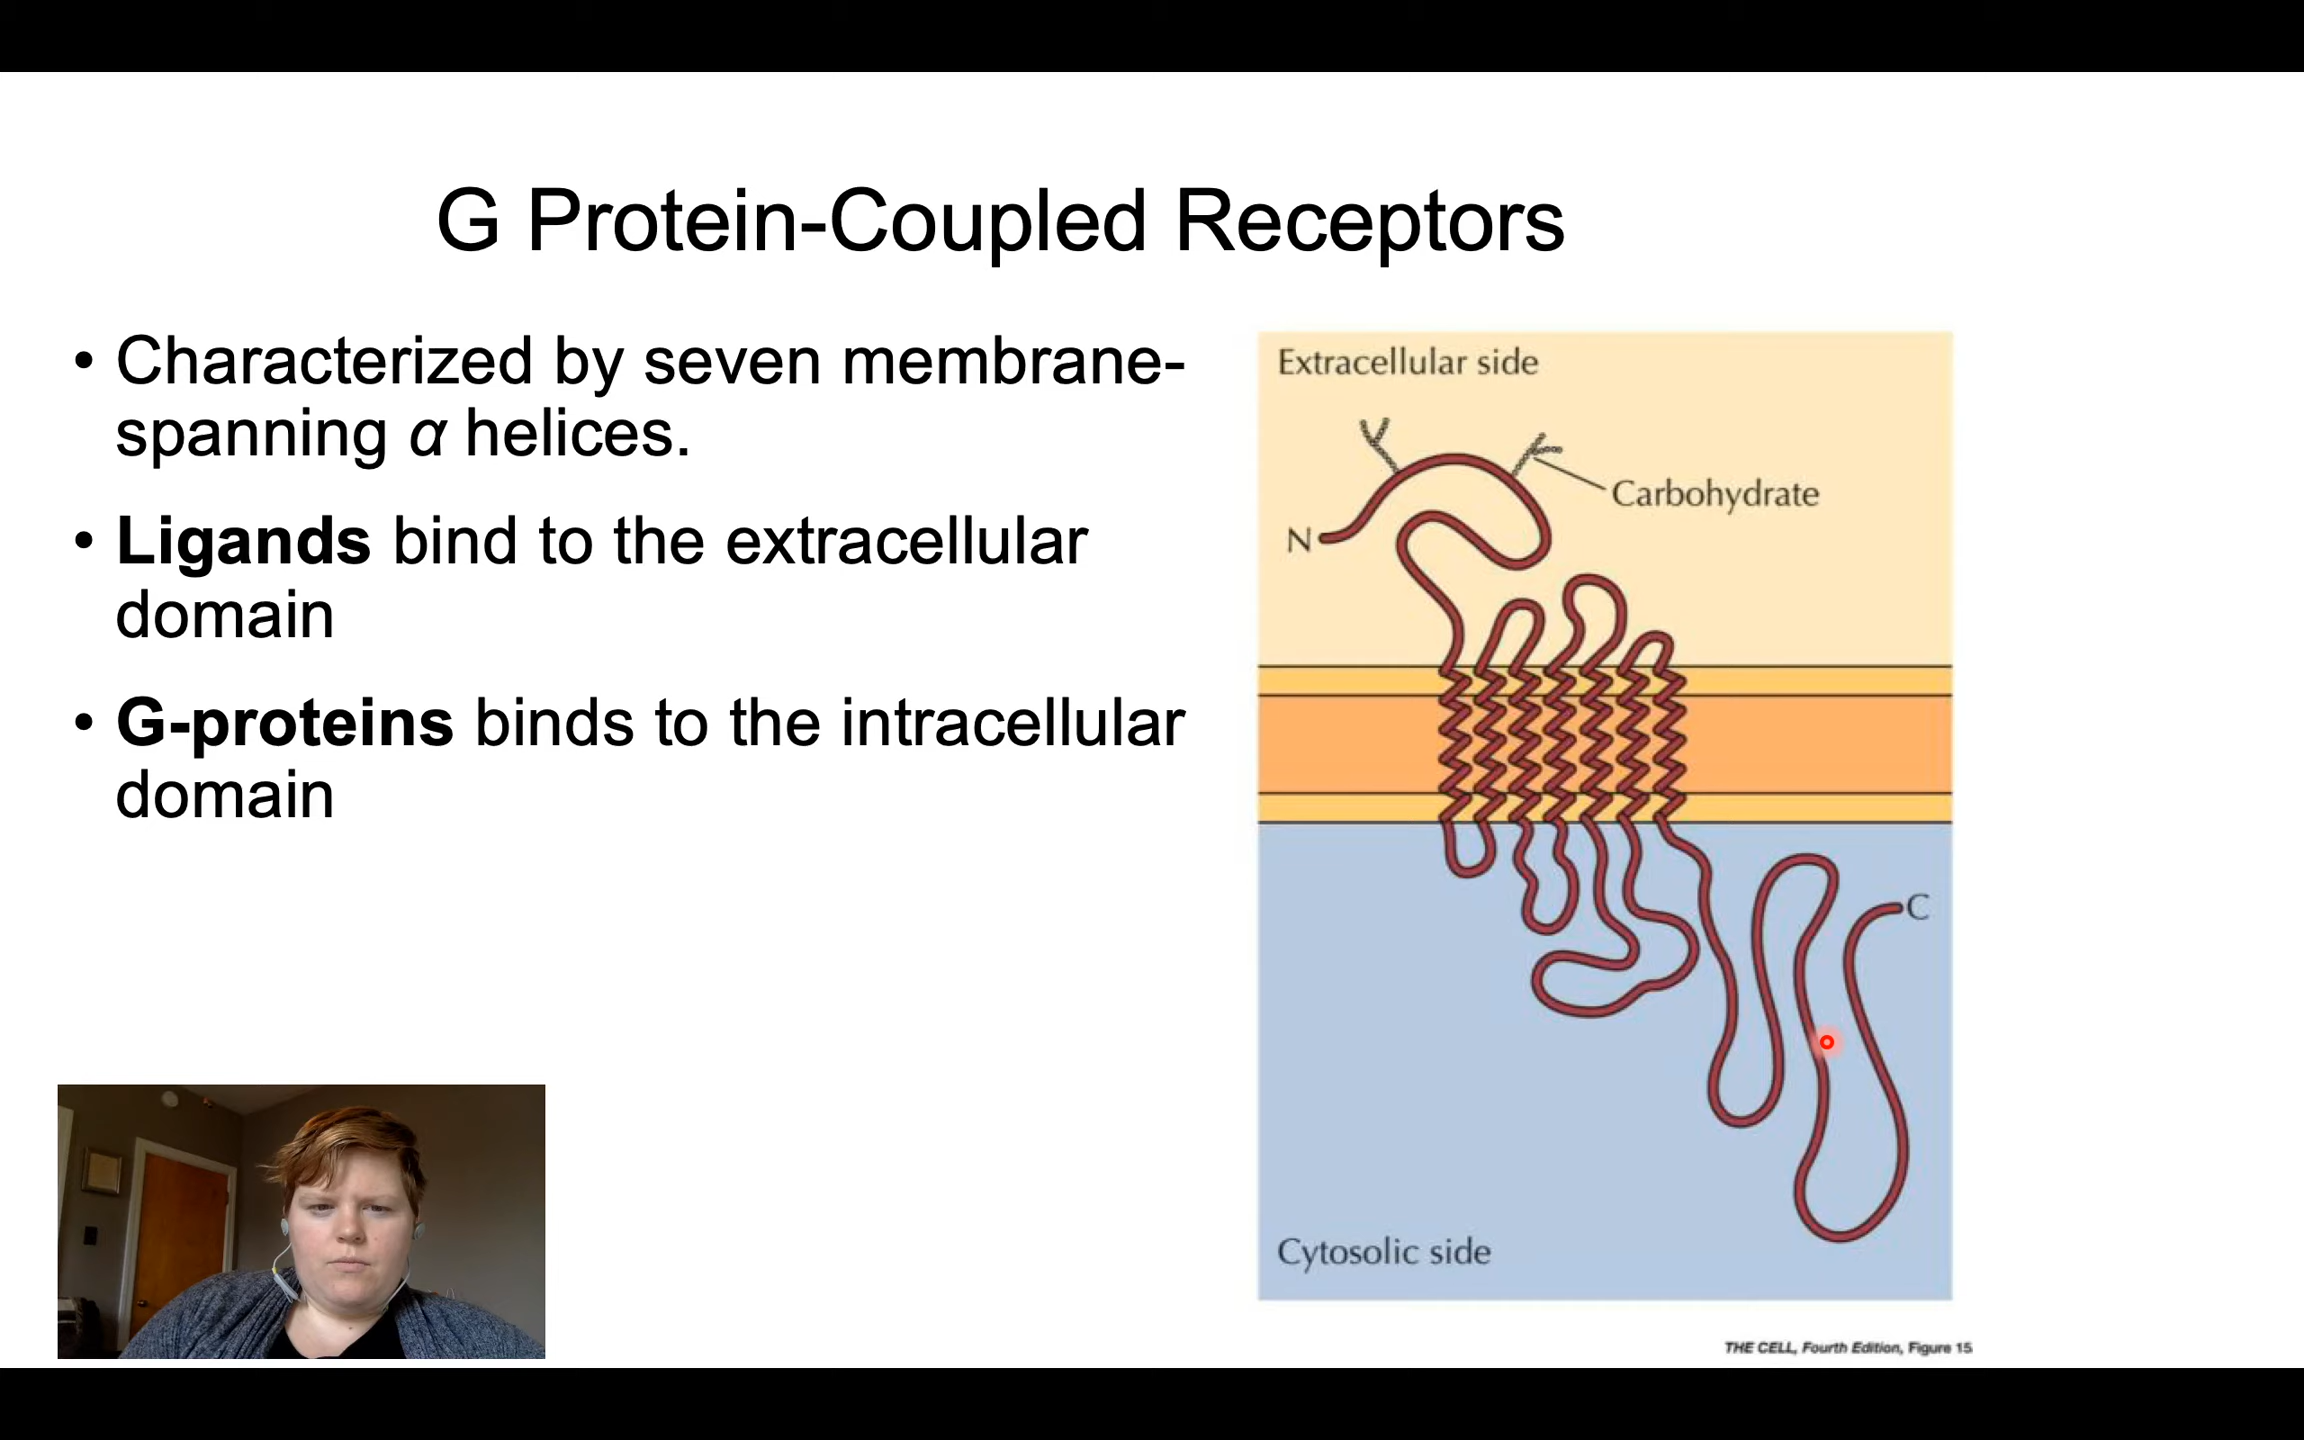 G Protein-Coupled Receptors
• Characterized by seven membrane-
spanning α helices.
• Ligands bind to the extracellular
domain
• G-proteins binds to the intracellular
domain
Extracellular side
Carbohydrate
N
C
Cytosolic side
THE CELL, Fourth Edition, Figure 15